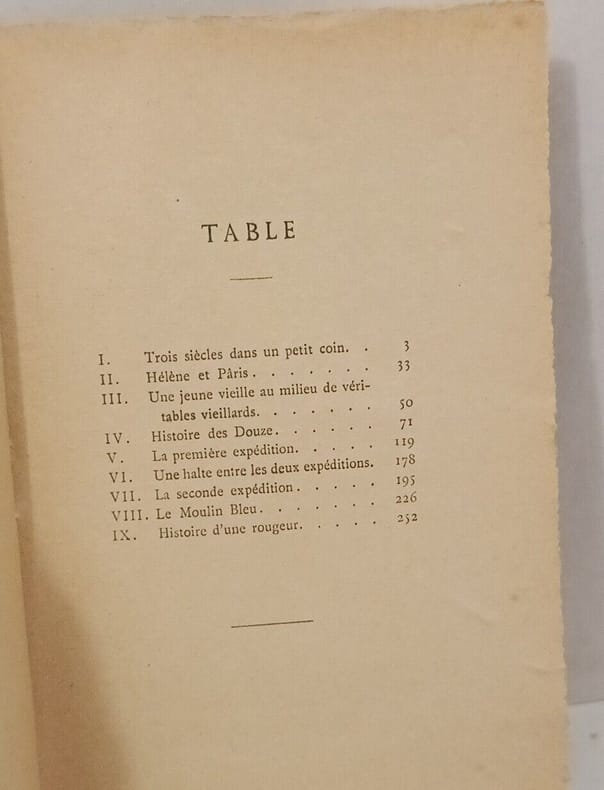 TABLE
I. Trois siècles dans un petit coin. . 3
II. Hélène et Pâris . . . . . . . 33
III. Une jeune vieille au milieu de véri-
tables vieillards. . . . . . . 50
IV. Histoire des Douze. . . . . . 71
V. La première expédition. . . . . 119
VI. Une halte entre les deux expéditions. 178
VII. La seconde expédition . . . . . 195
VIII. Le Moulin Bleu. . . . . . . 226
IX. Histoire d'une rougeur. . . . . 252